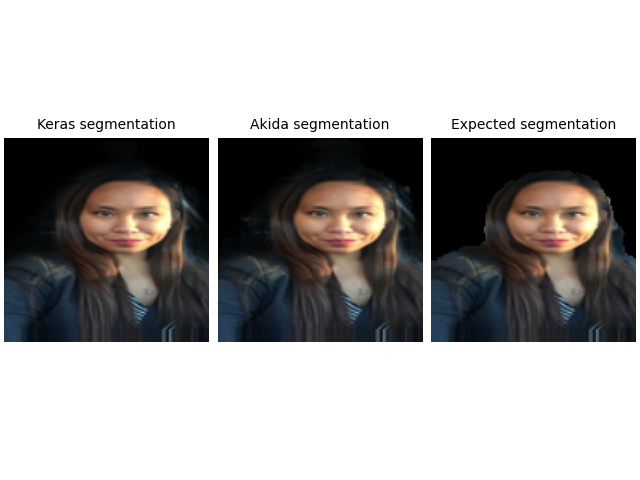 Keras segmentation
Akida segmentation
Expected segmentation